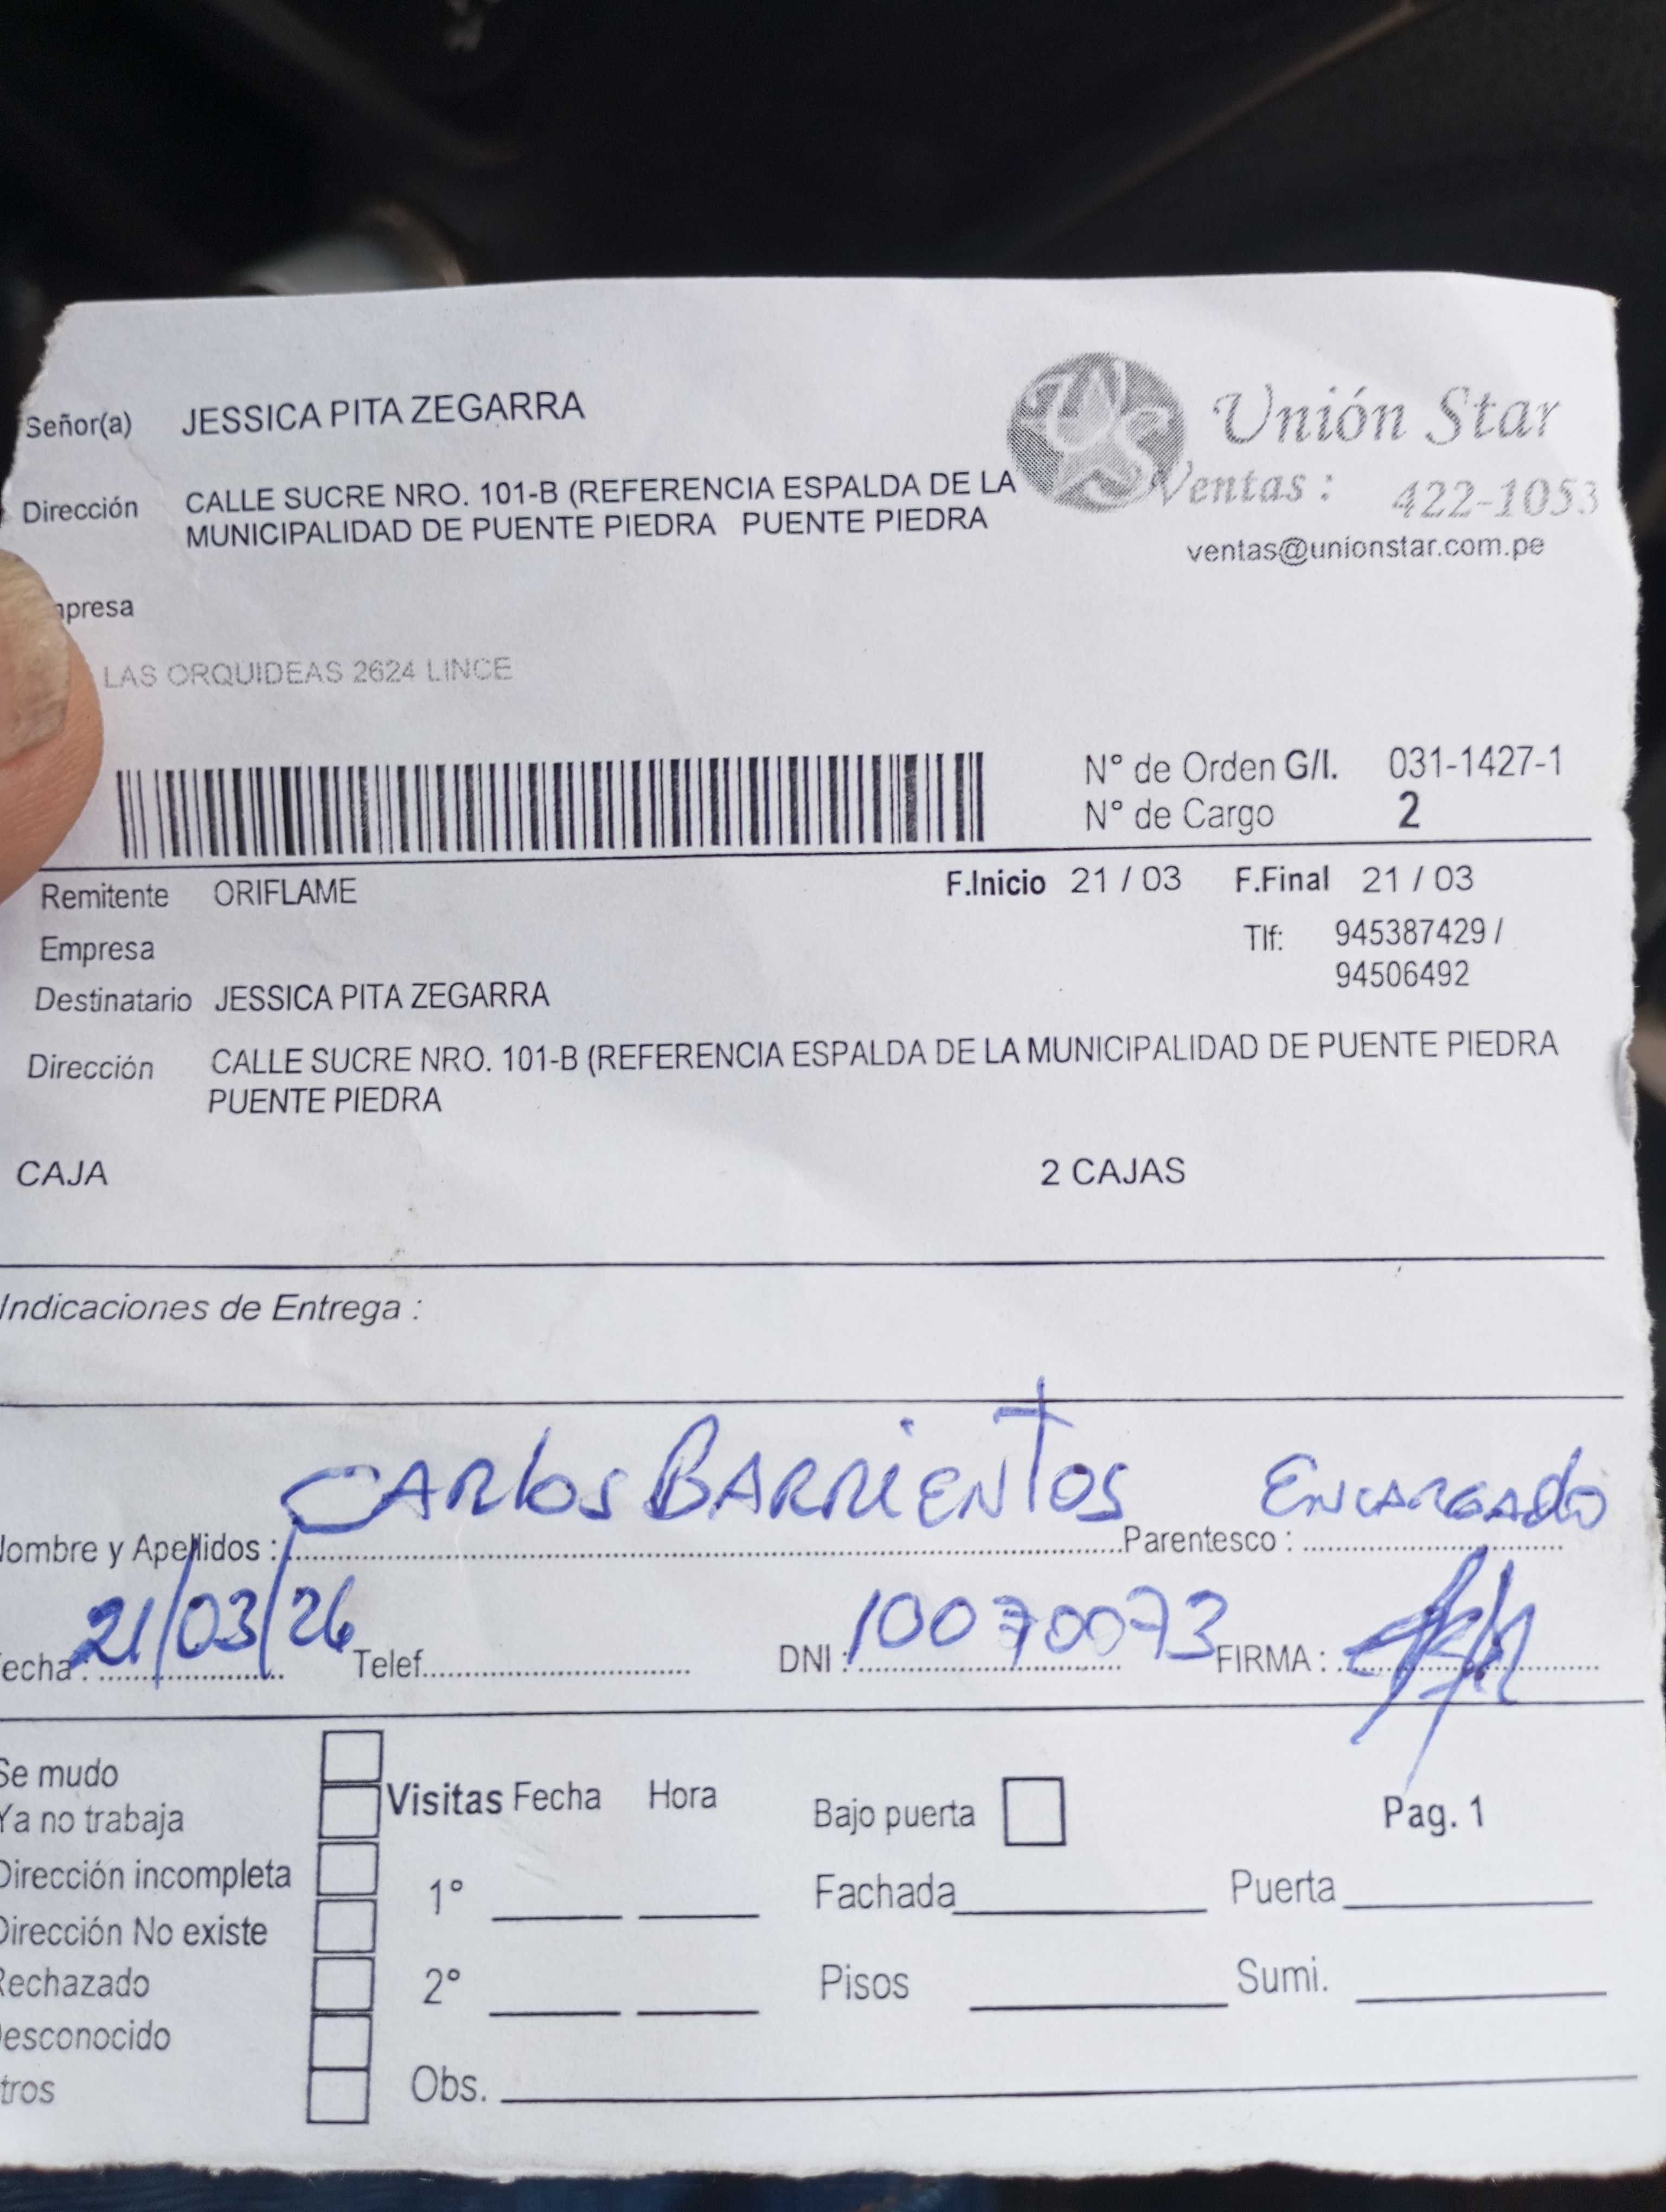 Señor(a) JESSICA PITA ZEGARRA
Unión Star
Dirección CALLE SUCRE NRO. 101-B (REFERENCIA ESPALDA DE LA
MUNICIPALIDAD DE PUENTE PIEDRA PUENTE PIEDRA
Ventas : 422-1053
ventas@unionstar.com.pe
mpresa
LAS ORQUIDEAS 2624 LINCE
N° de Orden G/I. 031-1427-1
N° de Cargo 2
Remitente ORIFLAME F.Inicio 21 / 03 F.Final 21 / 03
Empresa Tlf: 945387429 /
94506492
Destinatario JESSICA PITA ZEGARRA
Dirección CALLE SUCRE NRO. 101-B (REFERENCIA ESPALDA DE LA MUNICIPALIDAD DE PUENTE PIEDRA
PUENTE PIEDRA
CAJA 2 CAJAS
Indicaciones de Entrega :
Nombre y Apellidos : CARlos BARRiENTOS Parentesco : ENCARGADO
echa : 21/03/26 Telef. DNI : 10070073 FIRMA :
Se mudo
Ya no trabaja
Visitas Fecha Hora Bajo puerta Pag. 1
Dirección incompleta 1° Fachada Puerta
Dirección No existe
Rechazado 2° Pisos Sumi.
esconocido
tros Obs.